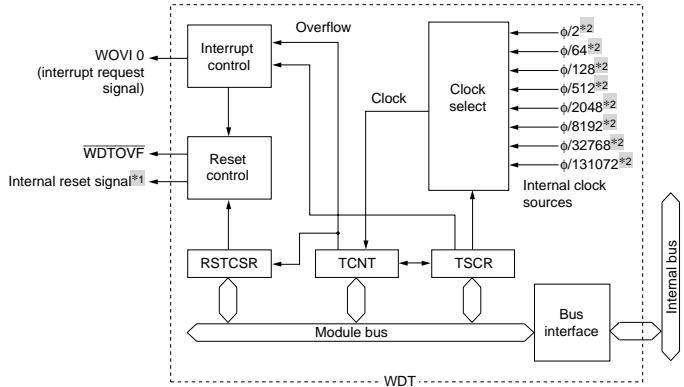 Overflow
WOVI 0
(interrupt request
signal)
Interrupt
control
Clock
Clock
select
ϕ/2*2
ϕ/64*2
ϕ/128*2
ϕ/512*2
ϕ/2048*2
ϕ/8192*2
ϕ/32768*2
ϕ/131072*2
Internal clock
sources
WDTOVF
Internal reset signal*1
Reset
control
RSTCSR
TCNT
TSCR
Module bus
Bus
interface
Internal bus
WDT